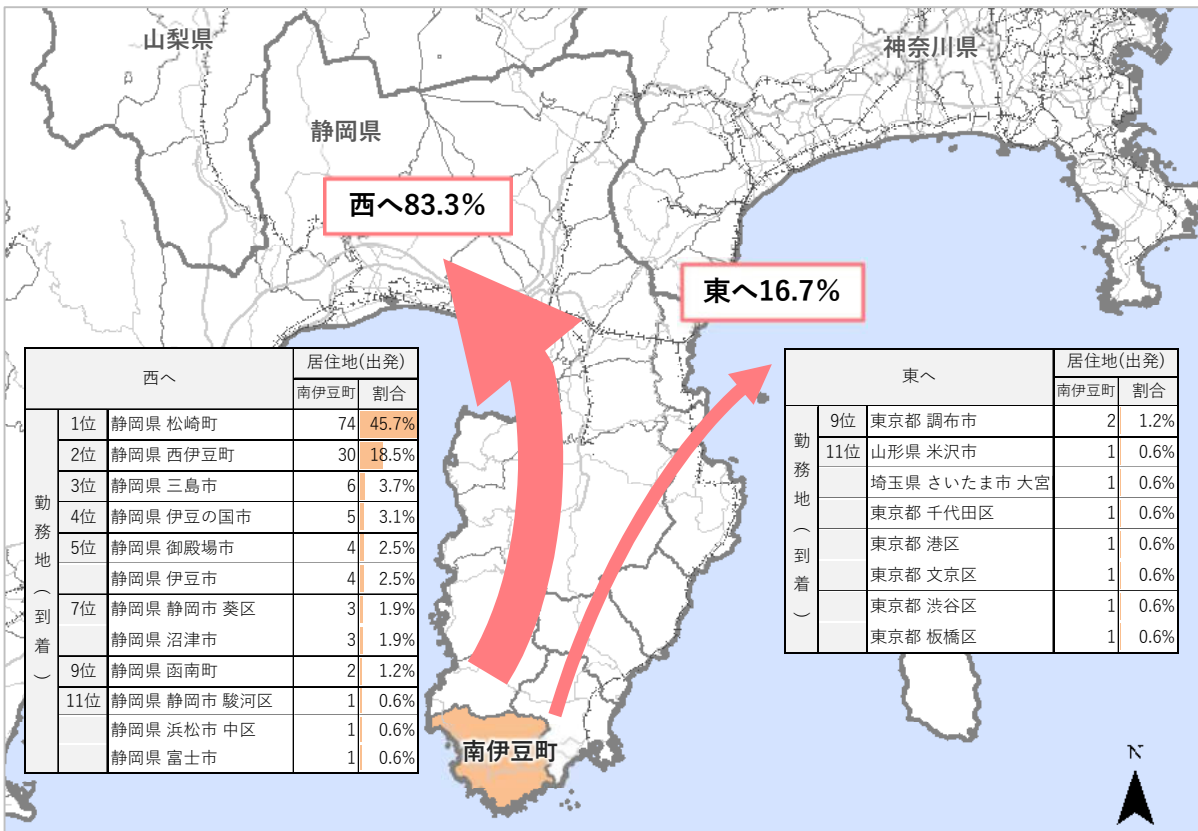 山梨県
神奈川県
静岡県
西へ83.3%
東へ16.7%
西へ 居住地(出発)
南伊豆町 割合
勤務地(到着)
1位 静岡県 松崎町 74 45.7%
2位 静岡県 西伊豆町 30 18.5%
3位 静岡県 三島市 6 3.7%
4位 静岡県 伊豆の国市 5 3.1%
5位 静岡県 御殿場市 4 2.5%
静岡県 伊豆市 4 2.5%
7位 静岡県 静岡市 葵区 3 1.9%
静岡県 沼津市 3 1.9%
9位 静岡県 函南町 2 1.2%
11位 静岡県 静岡市 駿河区 1 0.6%
静岡県 浜松市 中区 1 0.6%
静岡県 富士市 1 0.6%
東へ 居住地(出発)
南伊豆町 割合
勤務地(到着)
9位 東京都 調布市 2 1.2%
11位 山形県 米沢市 1 0.6%
埼玉県 さいたま市 大宮 1 0.6%
東京都 千代田区 1 0.6%
東京都 港区 1 0.6%
東京都 文京区 1 0.6%
東京都 渋谷区 1 0.6%
東京都 板橋区 1 0.6%
南伊豆町
N